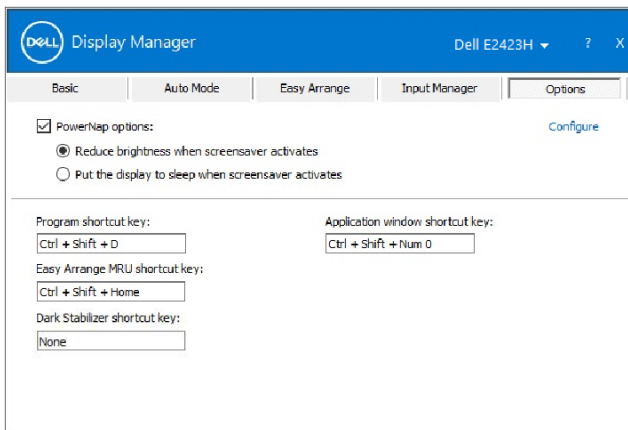 DELL Display Manager Dell E2423H ? X
Basic Auto Mode Easy Arrange Input Manager Options
PowerNap options: Configure
Reduce brightness when screensaver activates
Put the display to sleep when screensaver activates
Program shortcut key: Application window shortcut key:
Ctrl + Shift + D Ctrl + Shift + Num 0
Easy Arrange MRU shortcut key:
Ctrl + Shift + Home
Dark Stabilizer shortcut key:
None